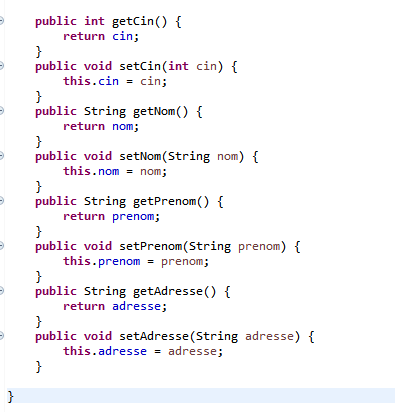 public int getCin() {
return cin;
}
public void setCin(int cin) {
this.cin = cin;
}
public String getNom() {
return nom;
}
public void setNom(String nom) {
this.nom = nom;
}
public String getPrenom() {
return prenom;
}
public void setPrenom(String prenom) {
this.prenom = prenom;
}
public String getAdresse() {
return adresse;
}
public void setAdresse(String adresse) {
this.adresse = adresse;
}
}